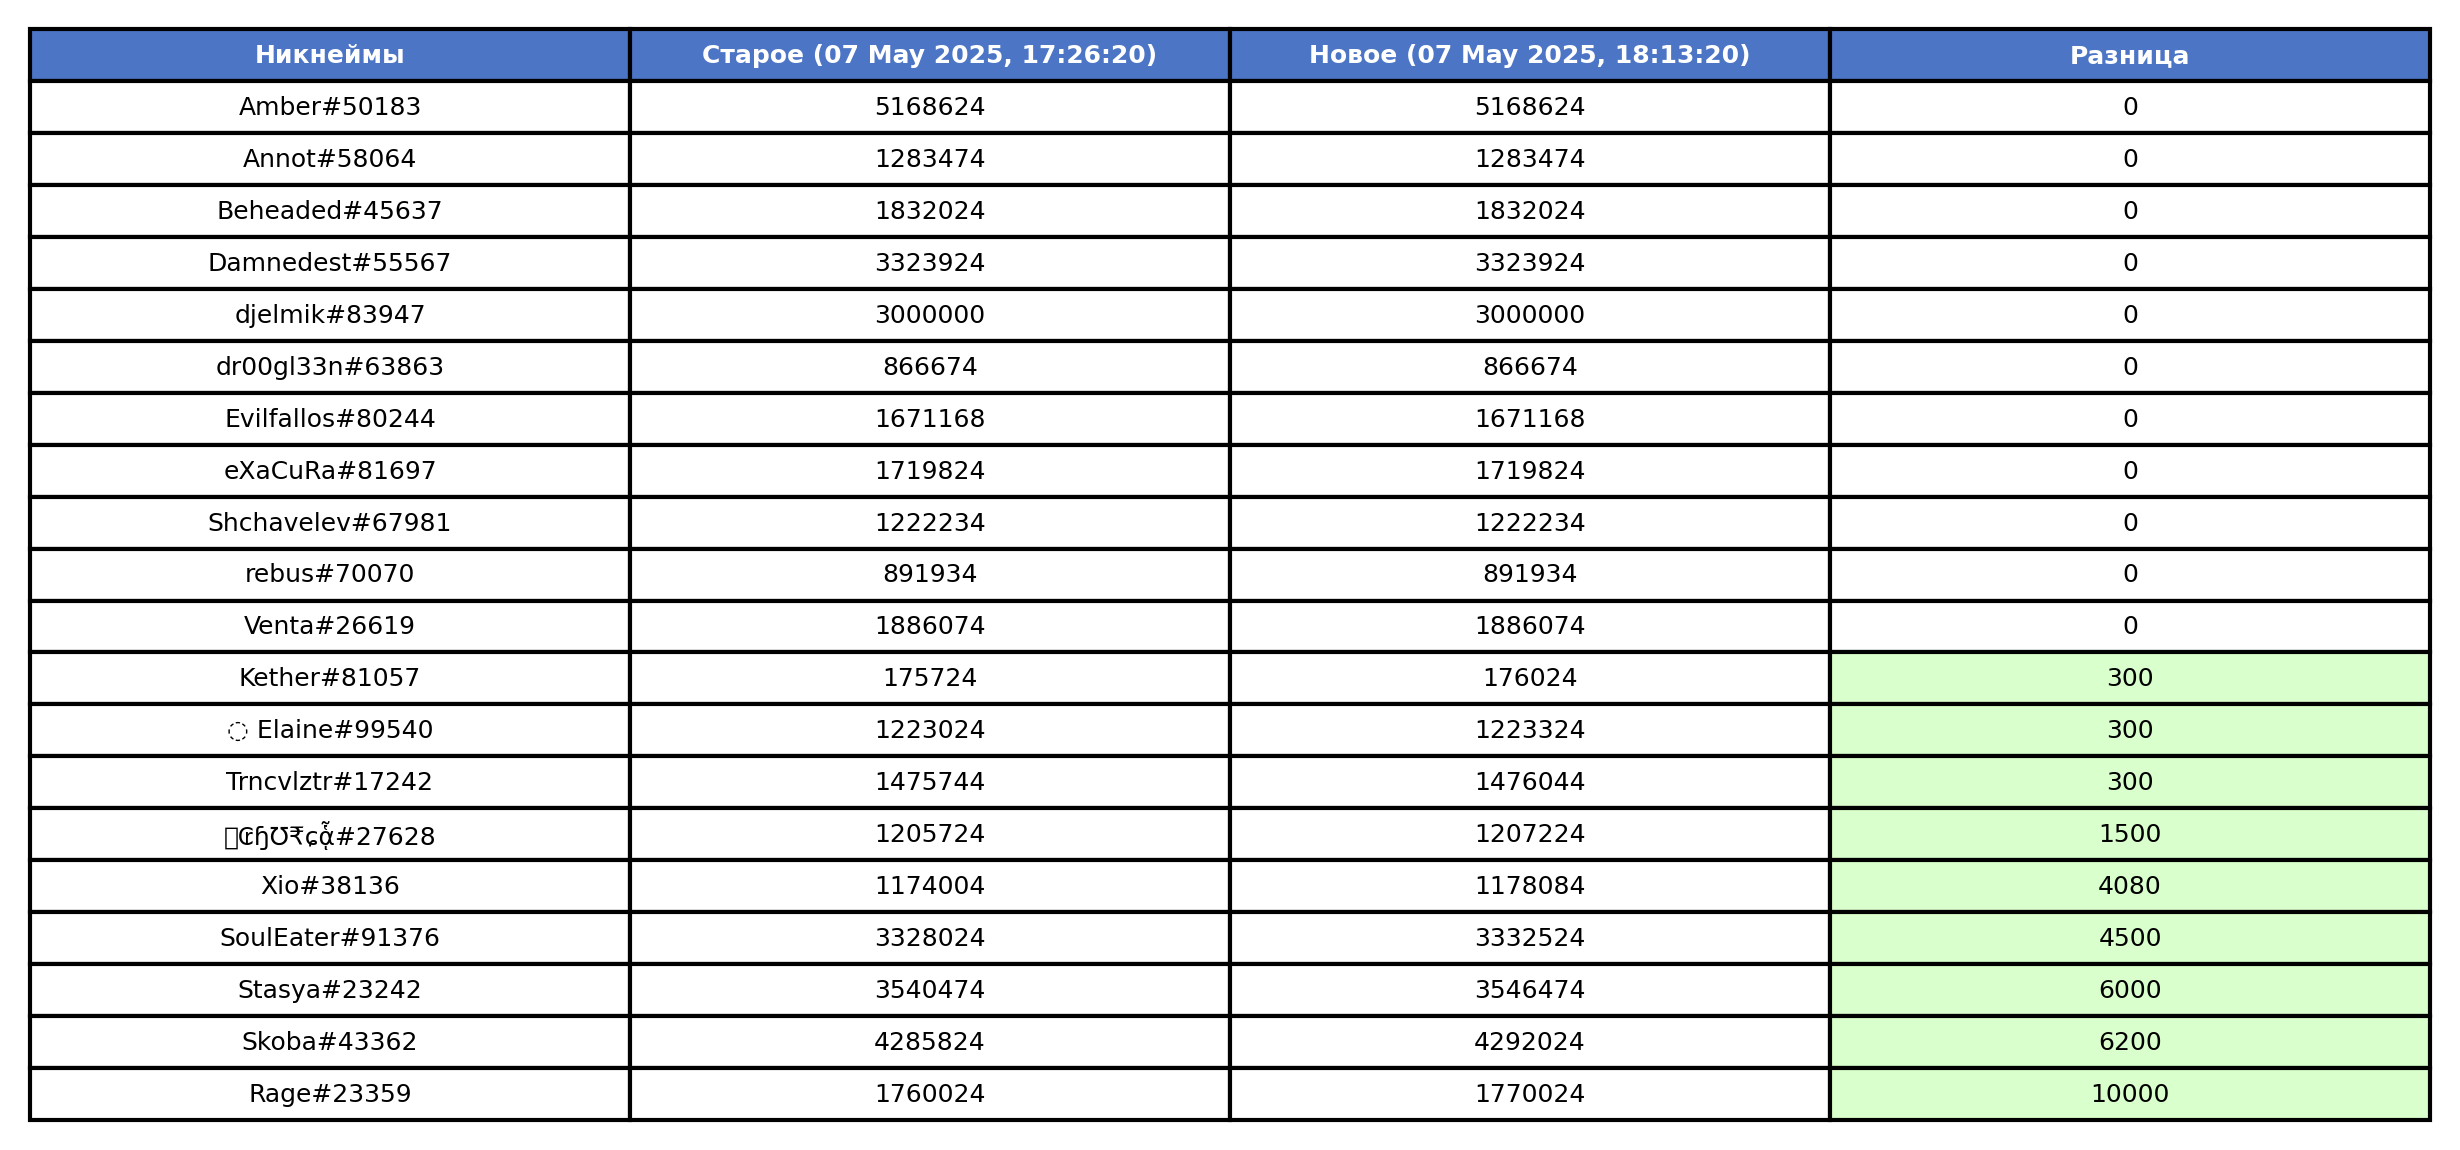 Никнеймы Старое (07 May 2025, 17:26:20) Новое (07 May 2025, 18:13:20) Разница
Amber#50183 5168624 5168624 0
Annot#58064 1283474 1283474 0
Beheaded#45637 1832024 1832024 0
Damnedest#55567 3323924 3323924 0
djelmik#83947 3000000 3000000 0
dr00gl33n#63863 866674 866674 0
Evilfallos#80244 1671168 1671168 0
eXaCuRa#81697 1719824 1719824 0
Shchavelev#67981 1222234 1222234 0
rebus#70070 891934 891934 0
Venta#26619 1886074 1886074 0
Kether#81057 175724 176024 300
◌ Elaine#99540 1223024 1223324 300
Trncvlztr#17242 1475744 1476044 300
#27628 1205724 1207224 1500
Xio#38136 1174004 1178084 4080
SoulEater#91376 3328024 3332524 4500
Stasya#23242 3540474 3546474 6000
Skoba#43362 4285824 4292024 6200
Rage#23359 1760024 1770024 10000